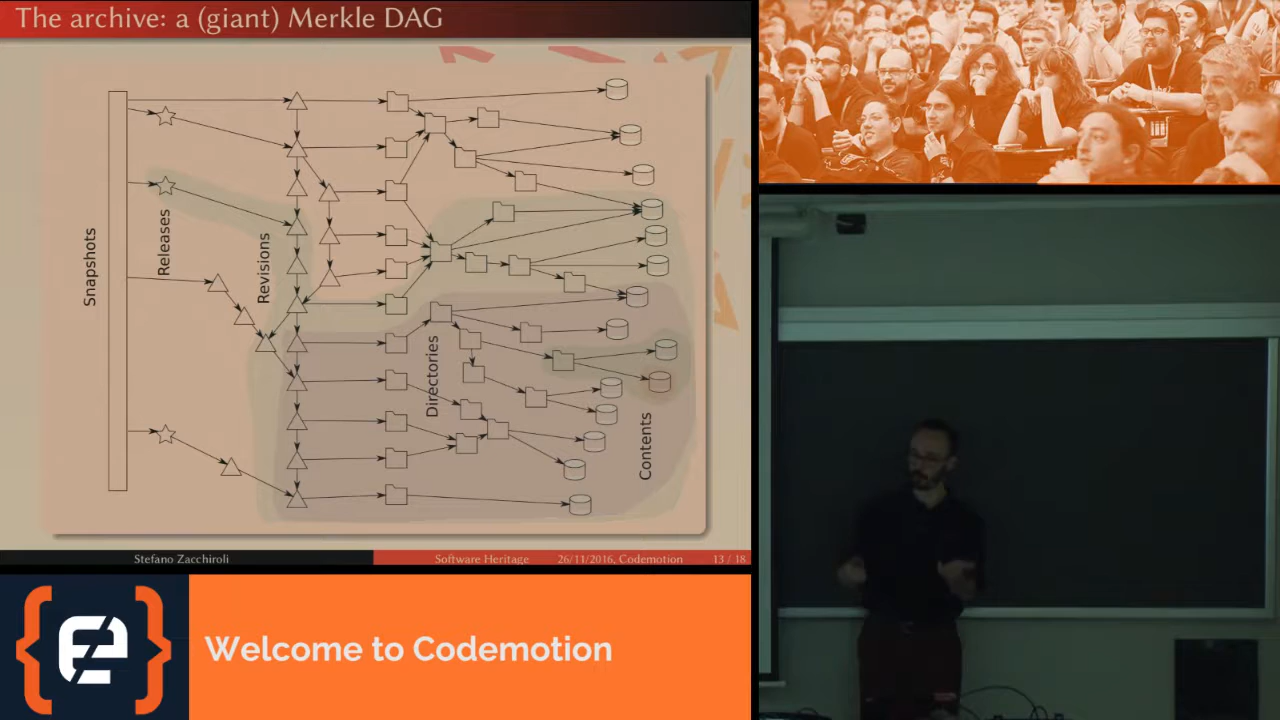 The archive: a (giant) Merkle DAG
Snapshots
Releases
Revisions
Directories
Contents
Stefano Zacchiroli
Software Heritage
26/11/2016, Codemotion
13 / 18
Welcome to Codemotion